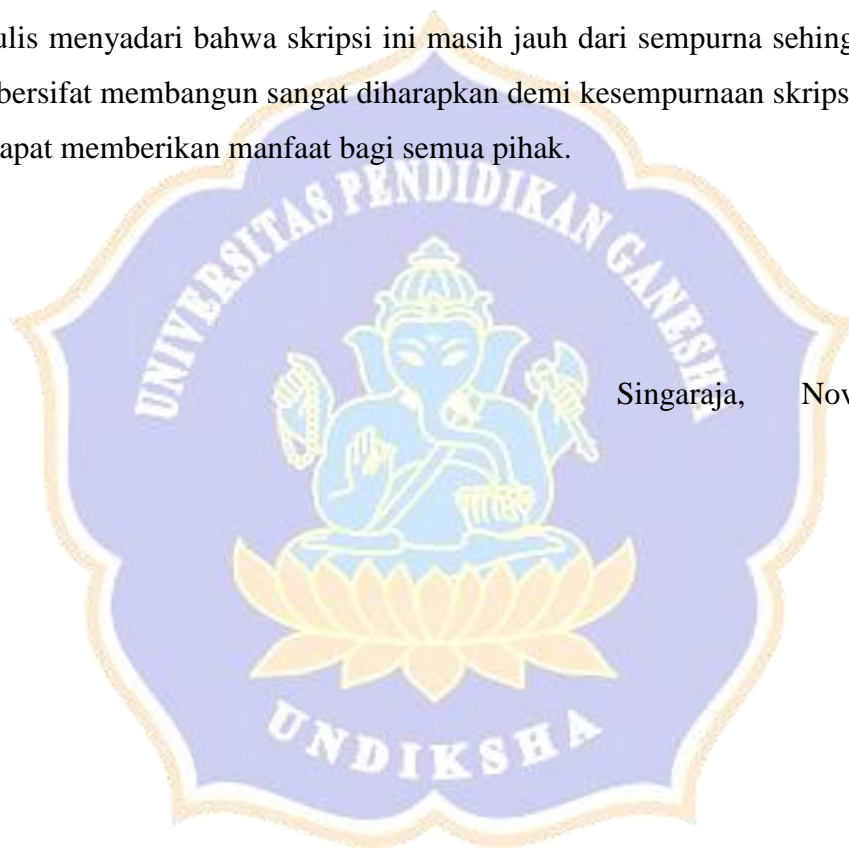 ulis menyadari bahwa skripsi ini masih jauh dari sempurna sehing
bersifat membangun sangat diharapkan demi kesempurnaan skrips
apat memberikan manfaat bagi semua pihak.
UNIVERSITAS PENDIDIKAN GANESHA
Singaraja, Nov
UNDIKSHA